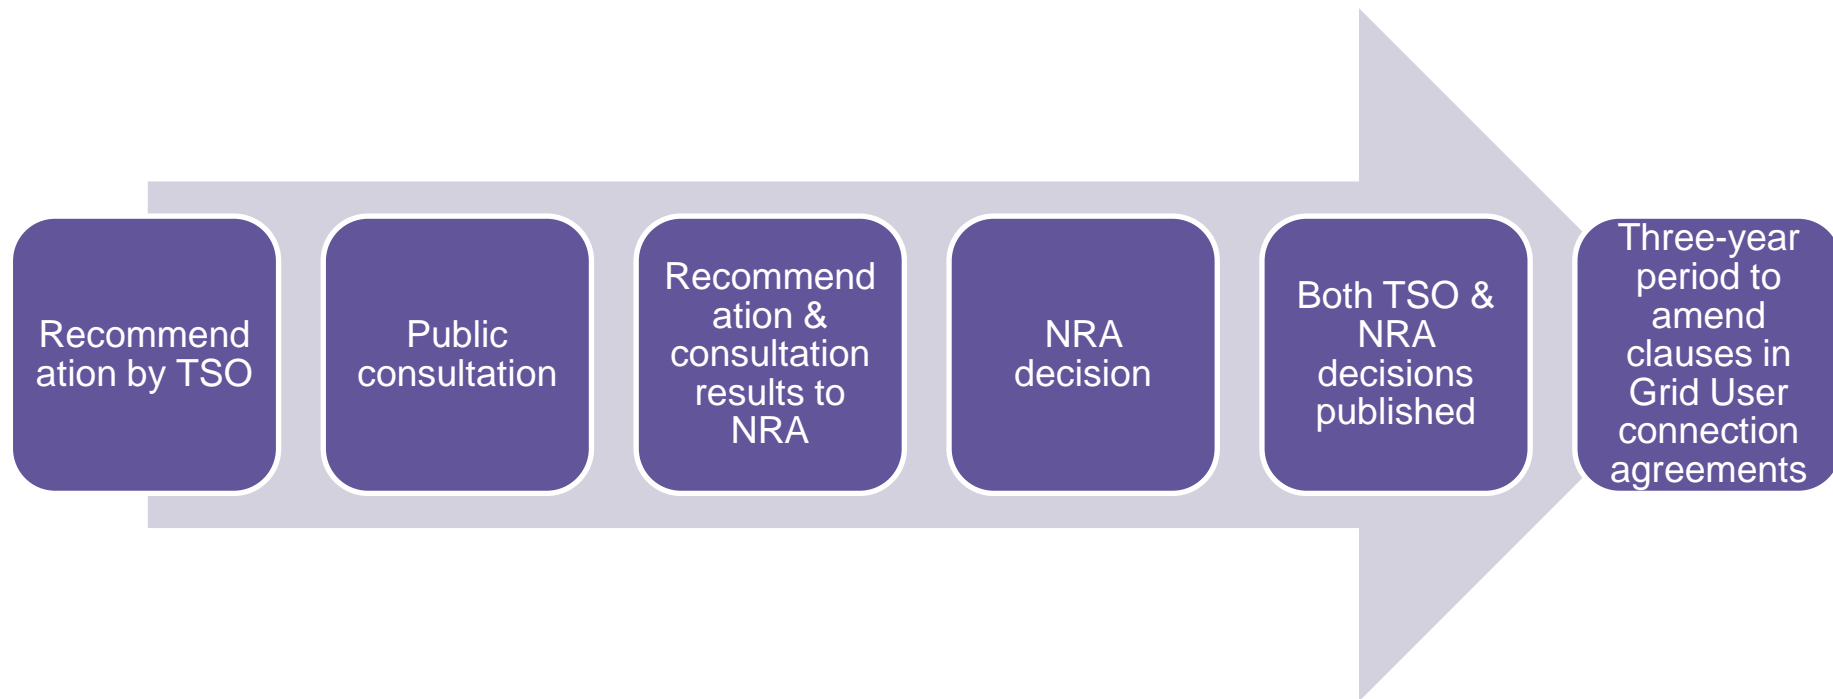 Recommend
ation by TSO
Public
consultation
Recommend
ation &
consultation
results to
NRA
NRA
decision
Both TSO &
NRA
decisions
published
Three-year
period to
amend
clauses in
Grid User
connection
agreements